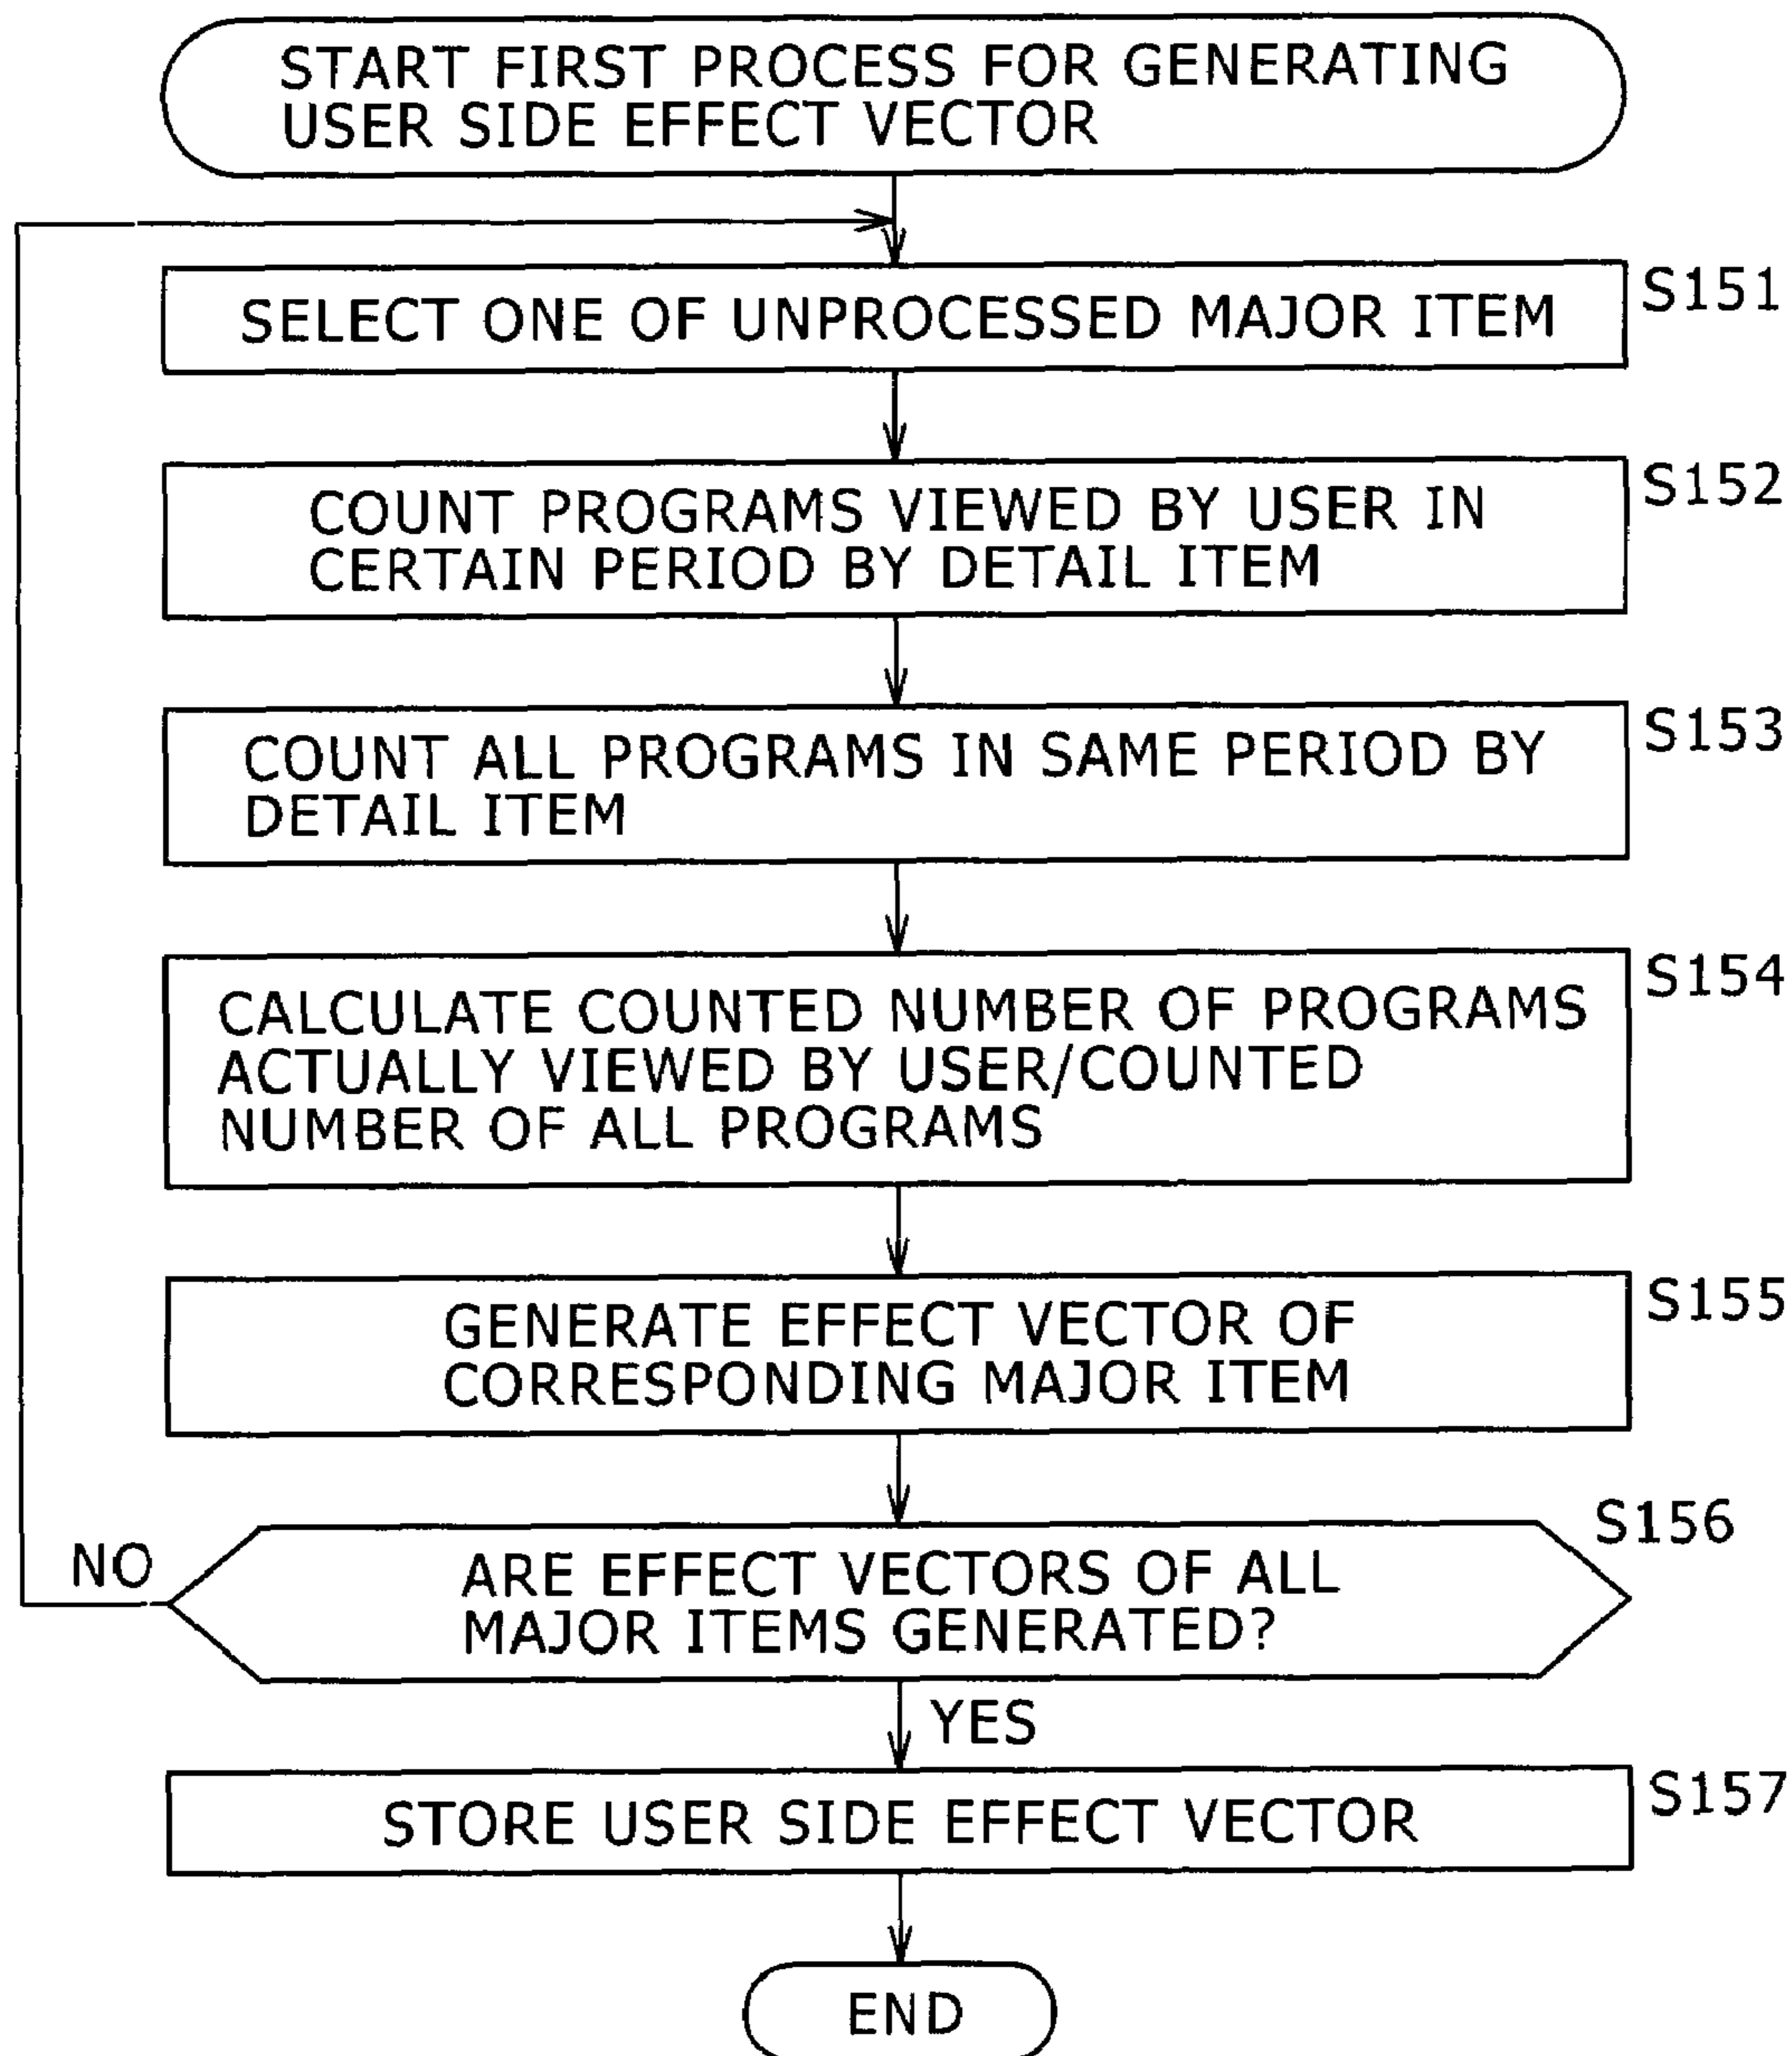 START FIRST PROCESS FOR GENERATING
USER SIDE EFFECT VECTOR
SELECT ONE OF UNPROCESSED MAJOR ITEM
S151
COUNT PROGRAMS VIEWED BY USER IN
CERTAIN PERIOD BY DETAIL ITEM
S152
COUNT ALL PROGRAMS IN SAME PERIOD BY
DETAIL ITEM
S153
CALCULATE COUNTED NUMBER OF PROGRAMS
ACTUALLY VIEWED BY USER/COUNTED
NUMBER OF ALL PROGRAMS
S154
GENERATE EFFECT VECTOR OF
CORRESPONDING MAJOR ITEM
S155
ARE EFFECT VECTORS OF ALL
MAJOR ITEMS GENERATED?
S156
NO
YES
STORE USER SIDE EFFECT VECTOR
S157
END